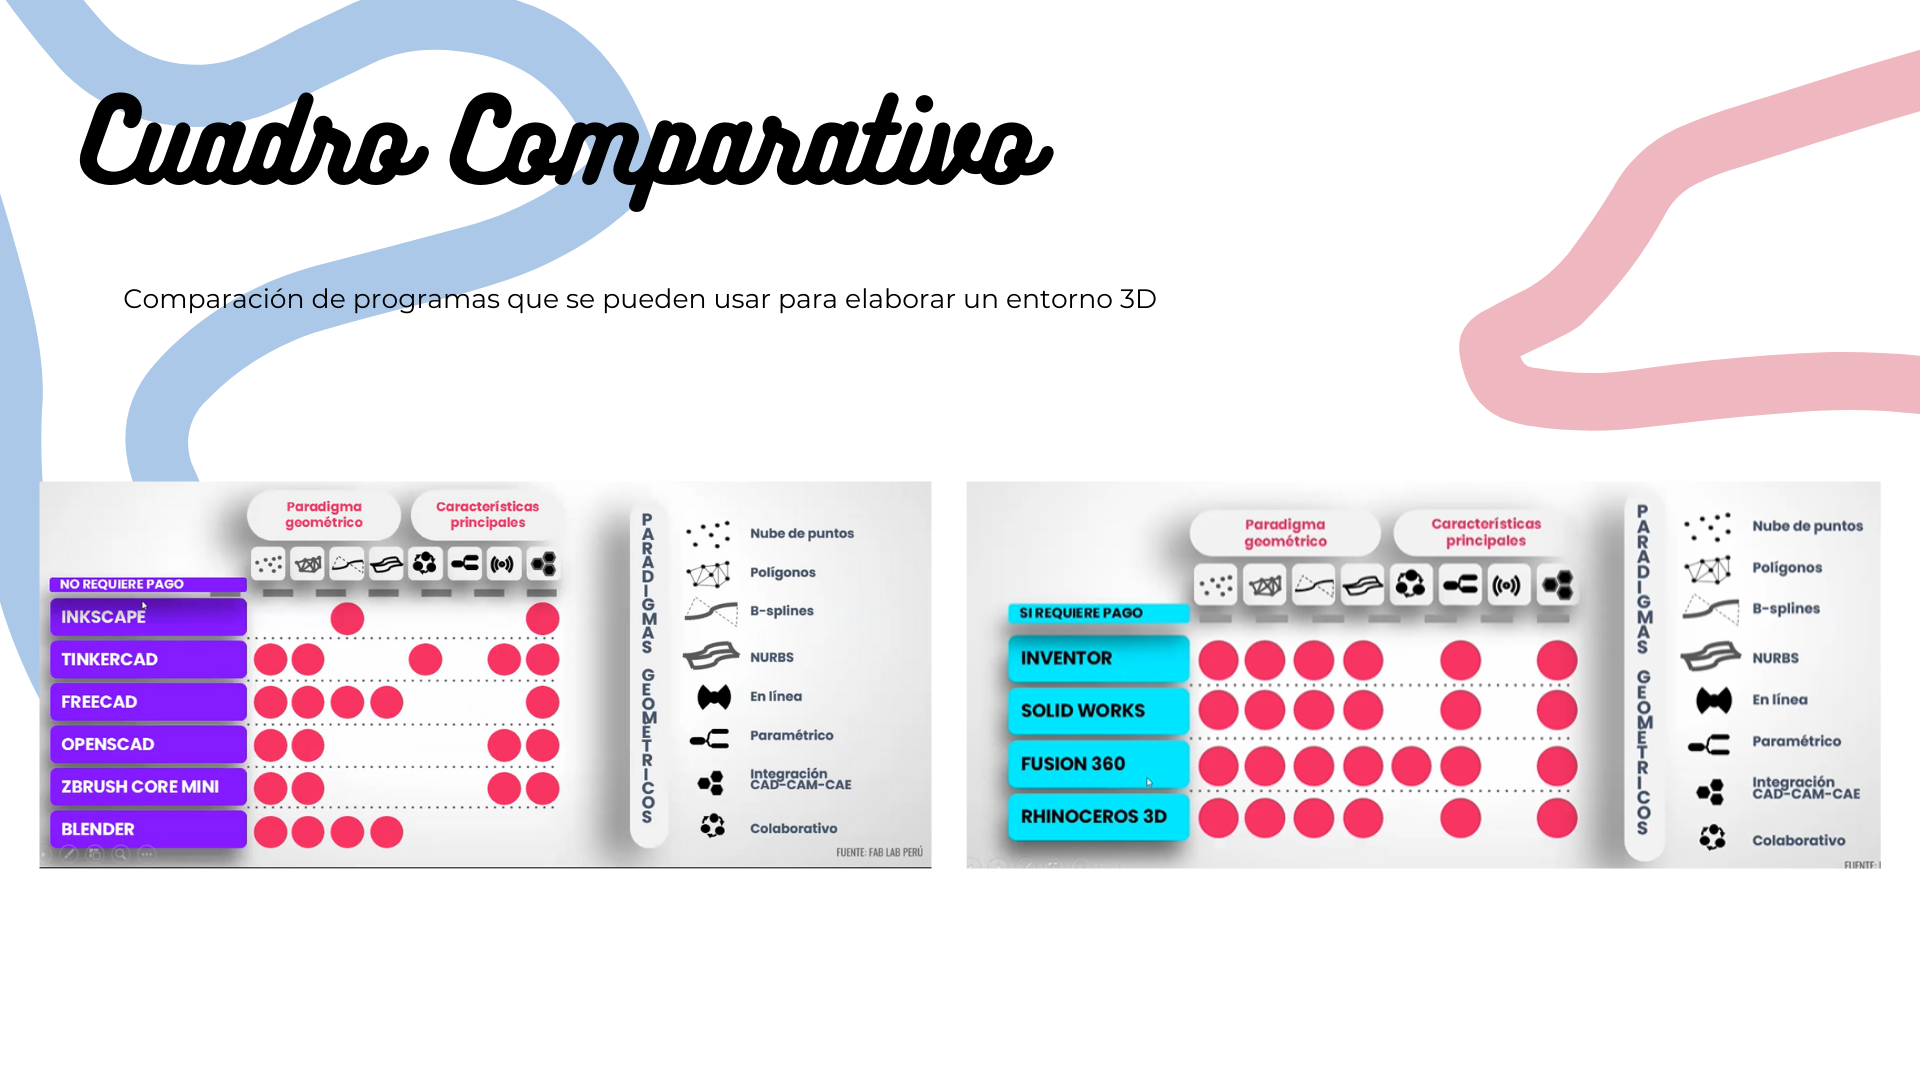 Cuadro Comparativo
Comparación de programas que se pueden usar para elaborar un entorno 3D
Paradigma
geométrico
Características
principales
NO REQUIERE PAGO
INKSCAPE
TINKERCAD
FREECAD
OPENSCAD
ZBRUSH CORE MINI
BLENDER
PARADIGMAS GEOMÉTRICOS
Nube de puntos
Polígonos
B-splines
NURBS
En línea
Paramétrico
Integración
CAD-CAM-CAE
Colaborativo
FUENTE: FAB LAB PERÚ
Paradigma
geométrico
Características
principales
SI REQUIERE PAGO
INVENTOR
SOLID WORKS
FUSION 360
RHINOCEROS 3D
PARADIGMAS GEOMÉTRICOS
Nube de puntos
Polígonos
B-splines
NURBS
En línea
Paramétrico
Integración
CAD-CAM-CAE
Colaborativo
FUENTE: